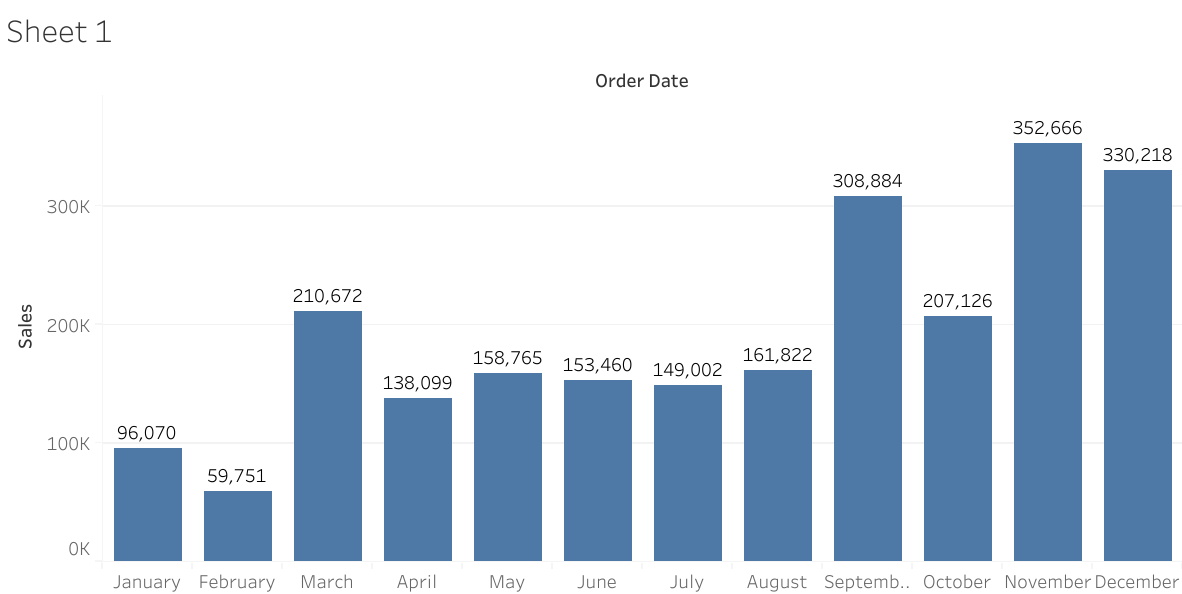 Sheet 1
Order Date
352,666
330,218
308,884
300K
210,672
207,126
Sales
200K
158,765
153,460
149,002
161,822
138,099
96,070
100K
59,751
0K
January February March April May June July August Septemb.. October November December